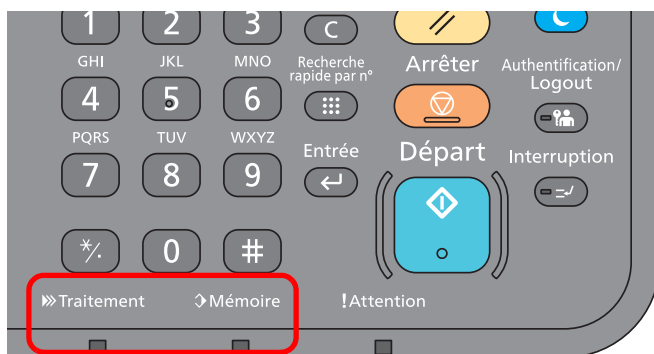 1 2 3 C
GHI JKL MNO Recherche rapide par n° Arrêter Authentification/
Logout
4 5 6
PQRS TUV WXYZ Entrée Départ Interruption
7 8 9
*/. 0 #
Traitement Mémoire !Attention